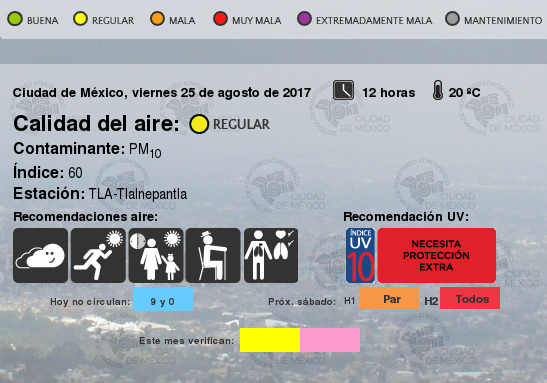 BUENA REGULAR MALA MUY MALA EXTREMADAMENTE MALA MANTENIMIENTO
Ciudad de México, viernes 25 de agosto de 2017 12 horas 20 ºC
Calidad del aire: REGULAR
Contaminante: PM10
Índice: 60
Estación: TLA-Tlalnepantla
Recomendaciones aire: Recomendación UV:
ÍNDICE UV 10 NECESITA PROTECCIÓN EXTRA
Hoy no circulan: 9 y 0 Próx. sábado: H1 Par H2 Todos
Este mes verifican: